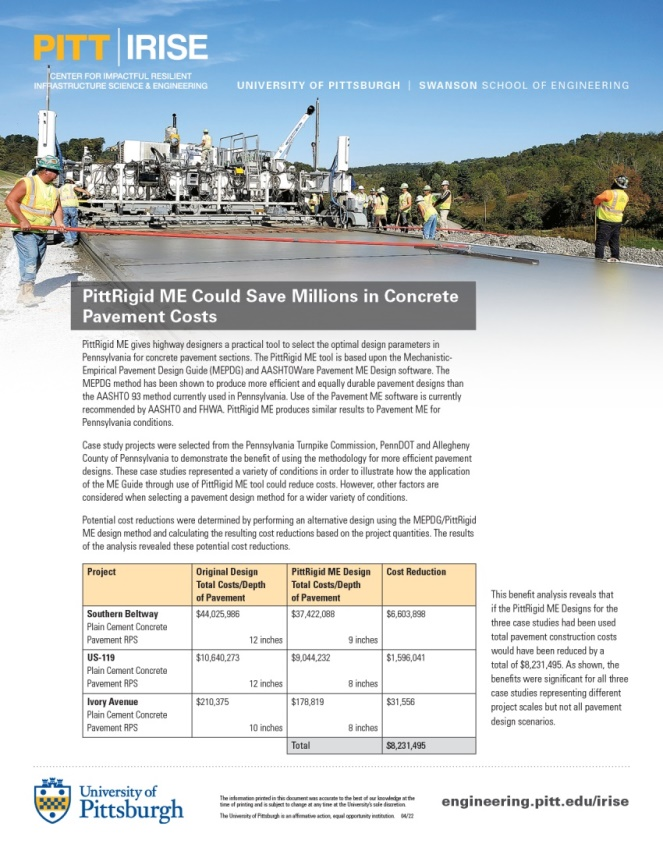 PITT | IRISE
CENTER FOR IMPACTFUL RESILIENT
INFRASTRUCTURE SCIENCE & ENGINEERING
UNIVERSITY OF PITTSBURGH | SWANSON SCHOOL OF ENGINEERING
PittRigid ME Could Save Millions in Concrete
Pavement Costs
PittRigid ME gives highway designers a practical tool to select the optimal design parameters in
Pennsylvania for concrete pavement sections. The PittRigid ME tool is based upon the Mechanistic-
Empirical Pavement Design Guide (MEPDG) and AASHTOWare Pavement ME Design software. The
MEPDG method has been shown to produce more efficient and equally durable pavement designs than
the AASHTO 93 method currently used in Pennsylvania. Use of the Pavement ME software is currently
recommended by AASHTO and FHWA. PittRigid ME produces similar results to Pavement ME for
Pennsylvania conditions.
Case study projects were selected from the Pennsylvania Turnpike Commission, PennDOT and Allegheny
County of Pennsylvania to demonstrate the benefit of using the methodology for more efficient pavement
designs. These case studies represented a variety of conditions in order to illustrate how the application
of the ME Guide through use of PittRigid ME tool could reduce costs. However, other factors are
considered when selecting a pavement design method for a wider variety of conditions.
Potential cost reductions were determined by performing an alternative design using the MEPDG/PittRigid
ME design method and calculating the resulting cost reductions based on the project quantities. The results
of the analysis revealed these potential cost reductions.
Project
Original Design
Total Costs/Depth
of Pavement
PittRigid ME Design
Total Costs/Depth
of Pavement
Cost Reduction
Southern Beltway
Plain Cement Concrete
Pavement RPS
$44,025,986
12 inches
$37,422,088
9 inches
$6,603,898
US-119
Plain Cement Concrete
Pavement RPS
$10,640,273
12 inches
$9,044,232
8 inches
$1,596,041
Ivory Avenue
Plain Cement Concrete
Pavement RPS
$210,375
10 inches
$178,819
8 inches
$31,556
Total
$8,231,495
This benefit analysis reveals that
if the PittRigid ME Designs for the
three case studies had been used
total pavement construction costs
would have been reduced by a
total of $8,231,495. As shown, the
benefits were significant for all three
case studies representing different
project scales but not all pavement
design scenarios.
University of
Pittsburgh
The information printed in this document was accurate to the best of our knowledge at the
time of printing and is subject to change at any time at the University's sole discretion.
The University of Pittsburgh is an affirmative action, equal opportunity institution. 04/22
engineering.pitt.edu/irise